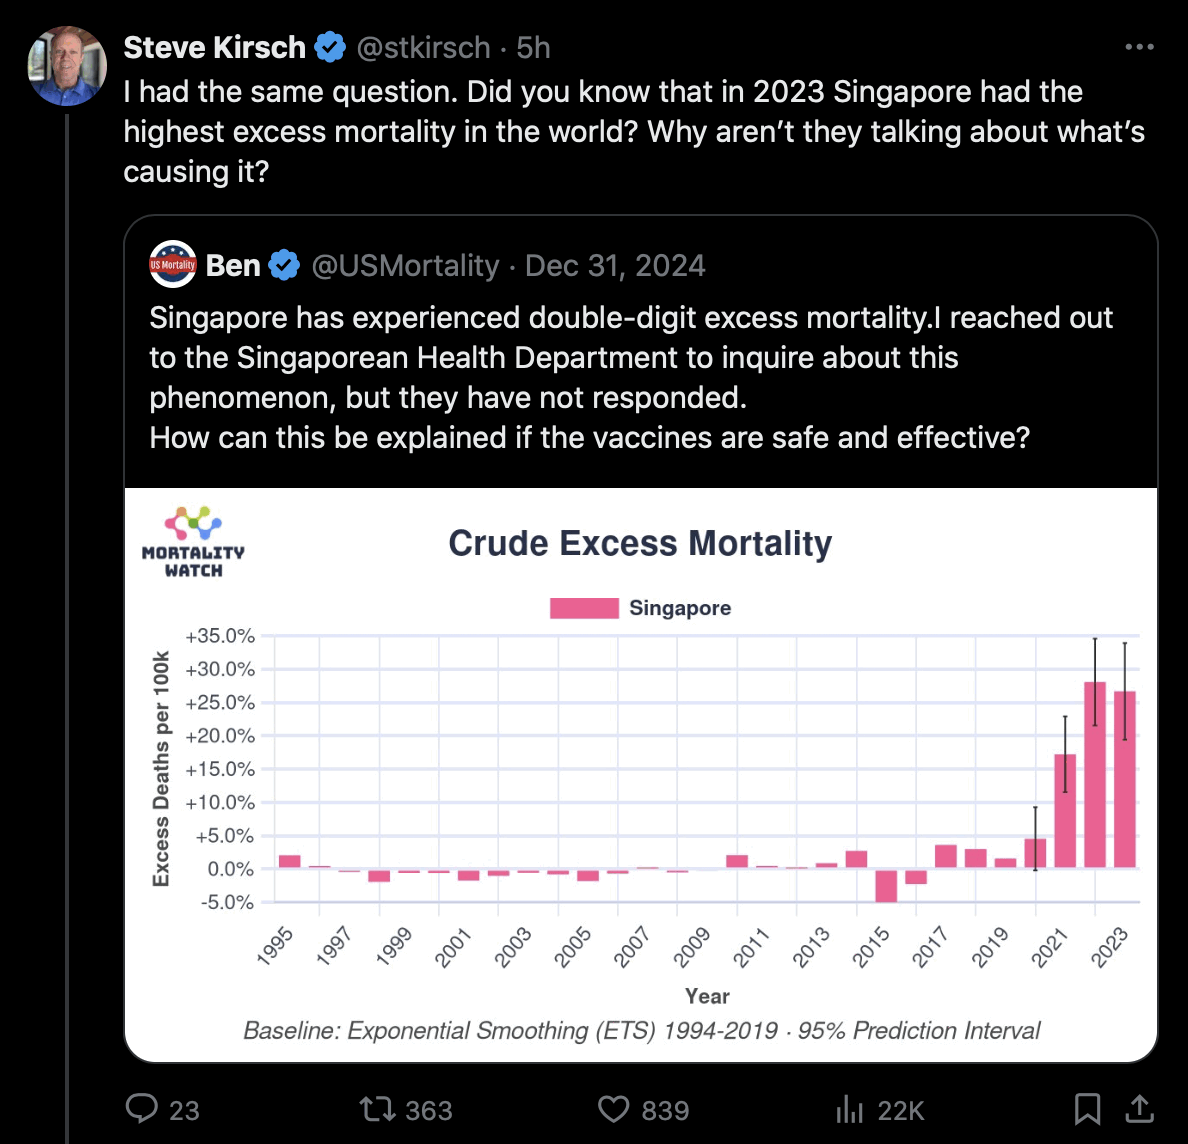 Steve Kirsch @stkirsch · 5h
I had the same question. Did you know that in 2023 Singapore had the
highest excess mortality in the world? Why aren’t they talking about what’s
causing it?
US Mortality
Ben @USMortality · Dec 31, 2024
Singapore has experienced double-digit excess mortality.I reached out
to the Singaporean Health Department to inquire about this
phenomenon, but they have not responded.
How can this be explained if the vaccines are safe and effective?
MORTALITY
WATCH
Crude Excess Mortality
Singapore
Excess Deaths per 100k
+35.0%
+30.0%
+25.0%
+20.0%
+15.0%
+10.0%
+5.0%
0.0%
-5.0%
1995 1997 1999 2001 2003 2005 2007 2009 2011 2013 2015 2017 2019 2021 2023
Year
Baseline: Exponential Smoothing (ETS) 1994-2019 · 95% Prediction Interval
23 363 839 22K